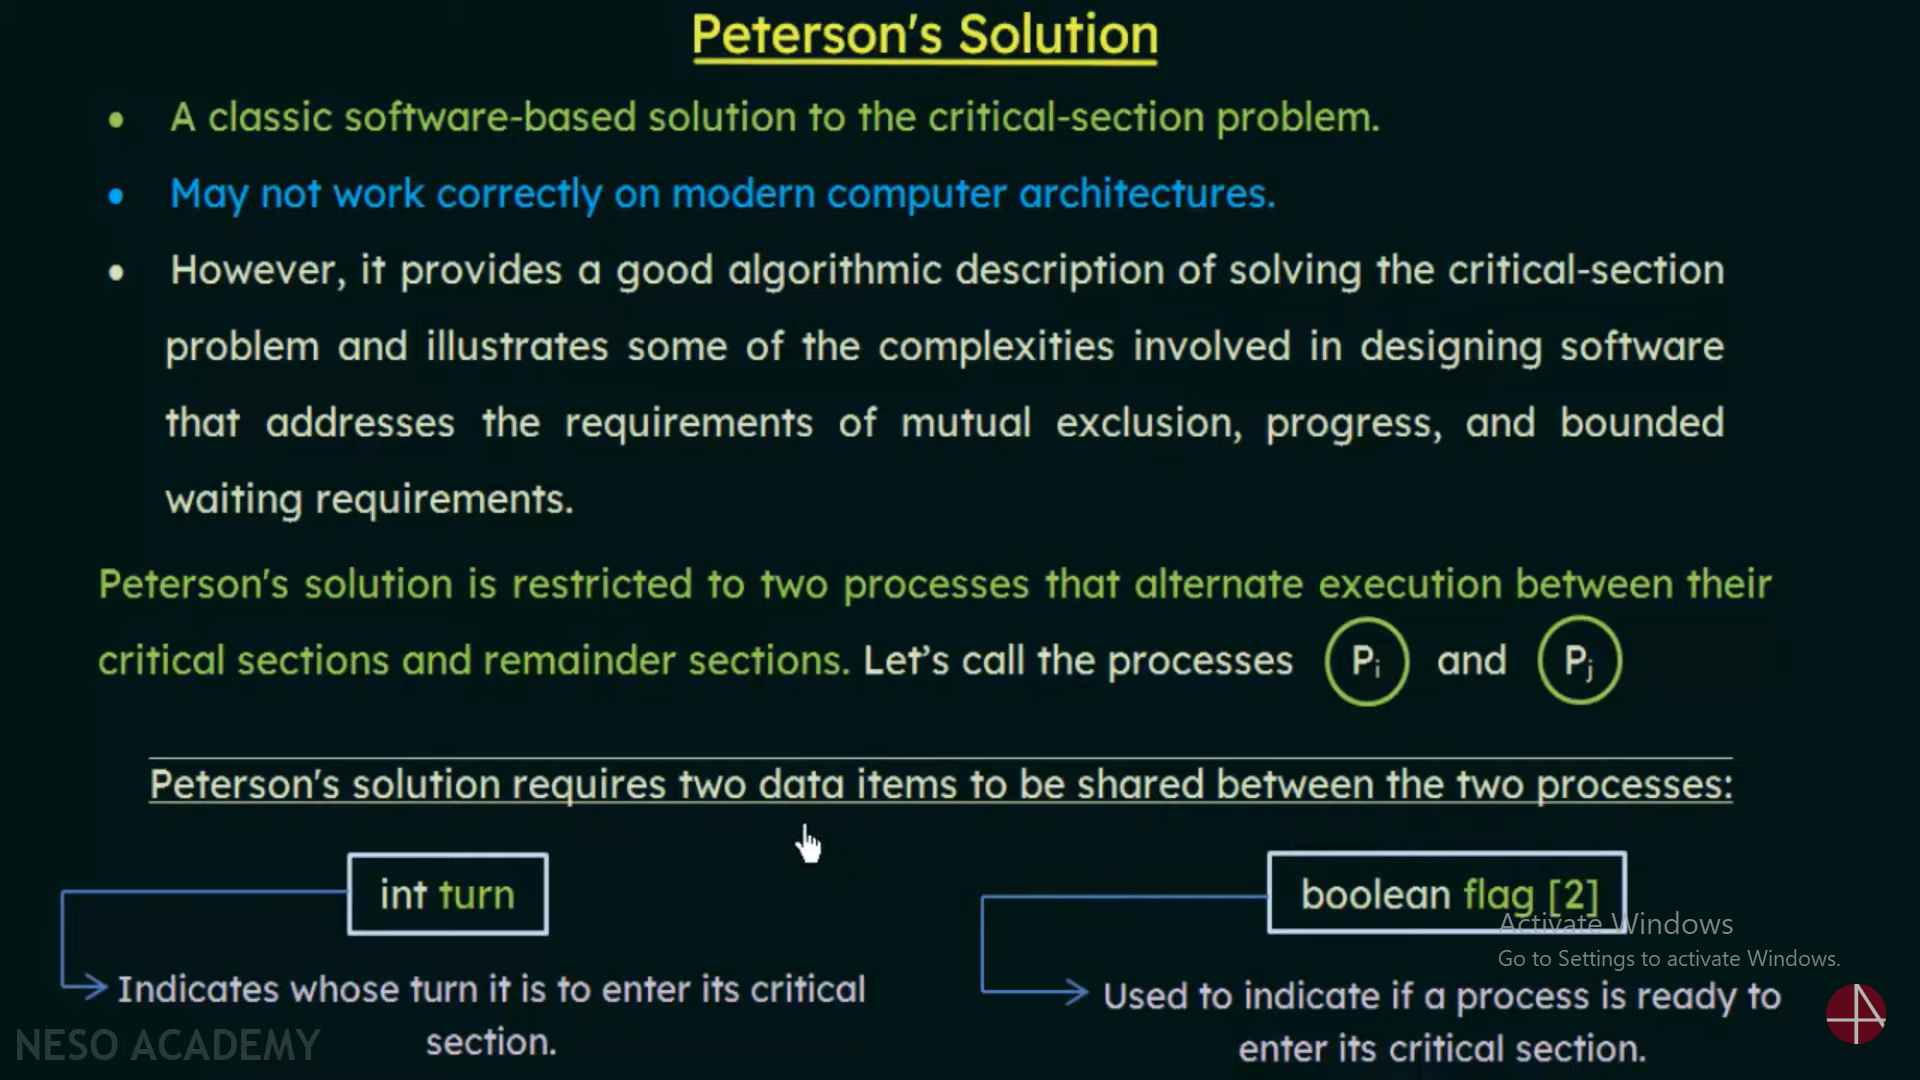 Peterson's Solution
• A classic software-based solution to the critical-section problem.
• May not work correctly on modern computer architectures.
• However, it provides a good algorithmic description of solving the critical-section
problem and illustrates some of the complexities involved in designing software
that addresses the requirements of mutual exclusion, progress, and bounded
waiting requirements.
Peterson's solution is restricted to two processes that alternate execution between their
critical sections and remainder sections. Let's call the processes Pi and Pj
Peterson's solution requires two data items to be shared between the two processes:
int turn
boolean flag [2]
Activate Windows
Go to Settings to activate Windows.
Indicates whose turn it is to enter its critical
section.
Used to indicate if a process is ready to
enter its critical section.
NESO ACADEMY